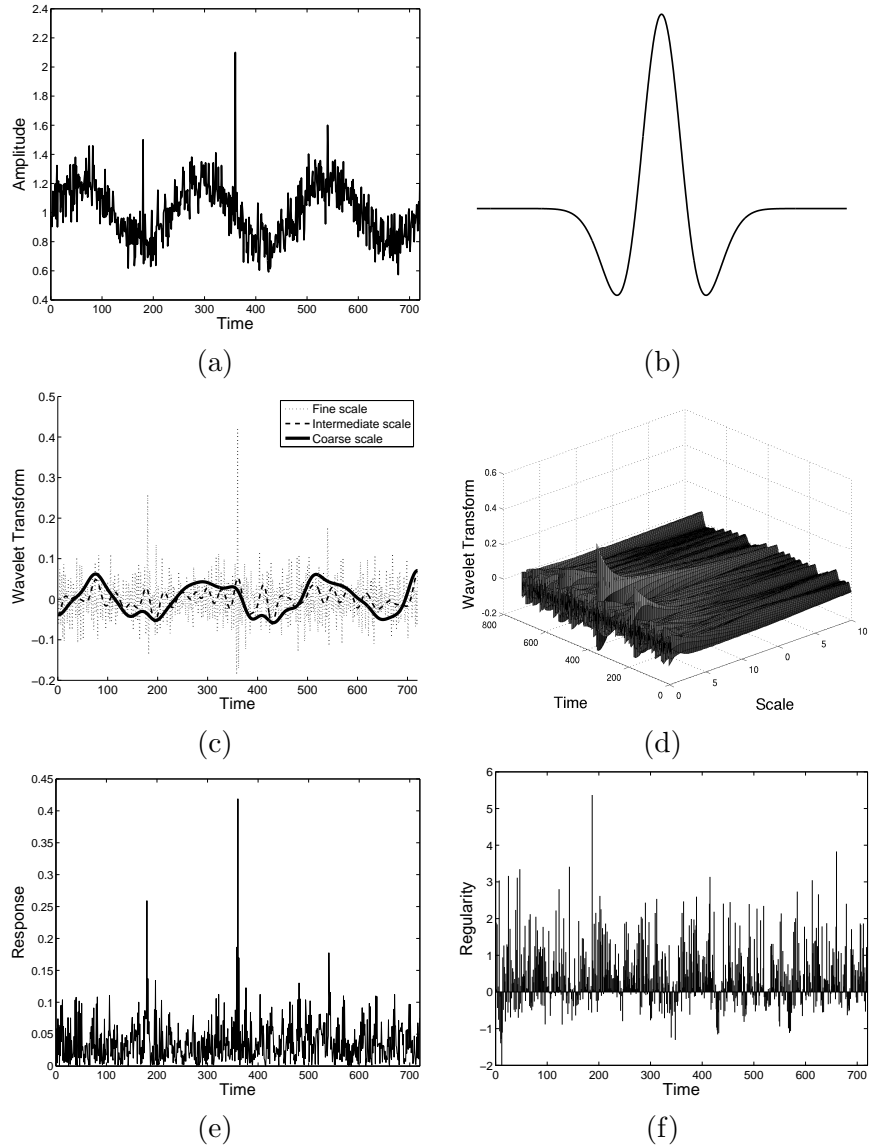 2.4
2.2
2
1.8
1.6
1.4
1.2
1
0.8
0.6
0.4
Amplitude
0 100 200 300 400 500 600 700
Time
(a)
(b)
0.5
0.4
0.3
0.2
0.1
0
−0.1
−0.2
Wavelet Transform
Fine scale
Intermediate scale
Coarse scale
0 100 200 300 400 500 600 700
Time
(c)
0.6
0.4
0.2
0
-0.2
Wavelet Transform
800
600
400
200
0
Time
0
5
10
0
5
10
Scale
(d)
0.45
0.4
0.35
0.3
0.25
0.2
0.15
0.1
0.05
0
Response
0 100 200 300 400 500 600 700
Time
(e)
6
5
4
3
2
1
0
−1
−2
Regularity
0 100 200 300 400 500 600 700
Time
(f)